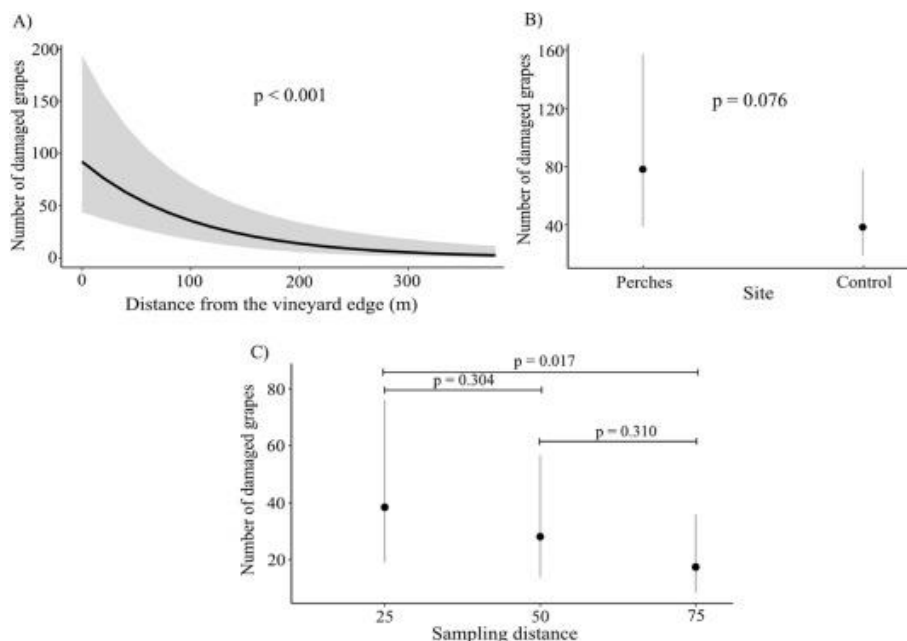 A)
Number of damaged grapes
200
150
100
50
0
p < 0.001
0
100
200
300
Distance from the vineyard edge (m)
B)
Number of damaged grapes
160
120
80
40
p = 0.076
Perches
Control
Site
C)
Number of damaged grapes
80
60
40
20
p = 0.017
p = 0.304
p = 0.310
25
50
75
Sampling distance